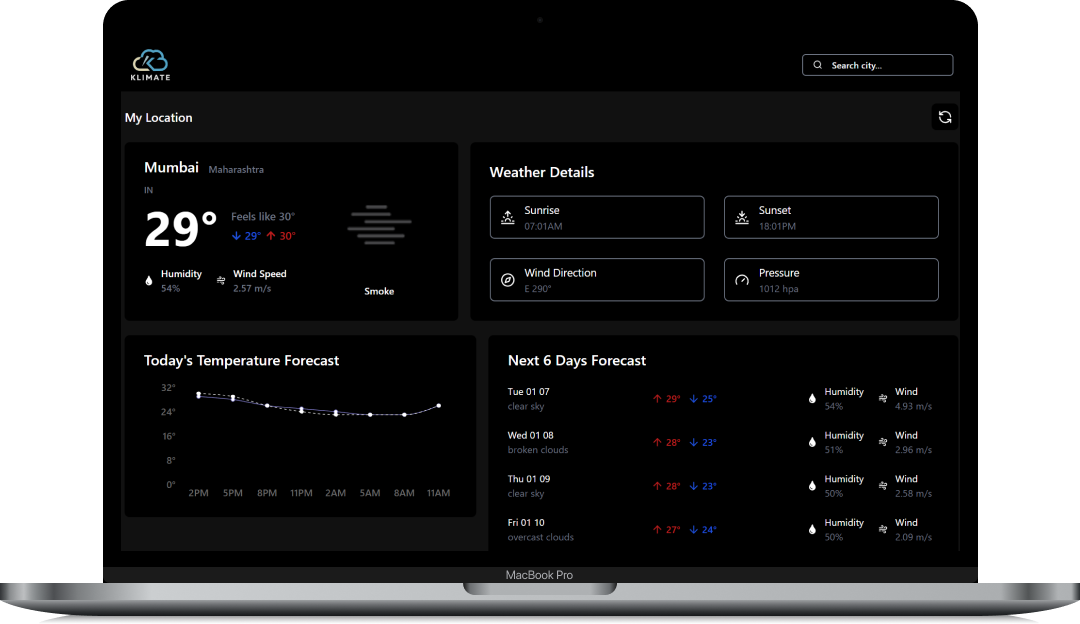 KLIMATE
Search city...
My Location
Mumbai Maharashtra
IN
29°
Feels like 30°
29° 30°
Humidity
54%
Wind Speed
2.57 m/s
Smoke
Weather Details
Sunrise
07:01AM
Sunset
18:01PM
Wind Direction
E 290°
Pressure
1012 hpa
Today's Temperature Forecast
32°
24°
16°
8°
0°
2PM 5PM 8PM 11PM 2AM 5AM 8AM 11AM
Next 6 Days Forecast
Tue 01 07
clear sky
29° 25°
Humidity
54%
Wind
4.93 m/s
Wed 01 08
broken clouds
28° 23°
Humidity
51%
Wind
2.96 m/s
Thu 01 09
clear sky
28° 23°
Humidity
50%
Wind
2.58 m/s
Fri 01 10
overcast clouds
27° 24°
Humidity
50%
Wind
2.09 m/s
MacBook Pro